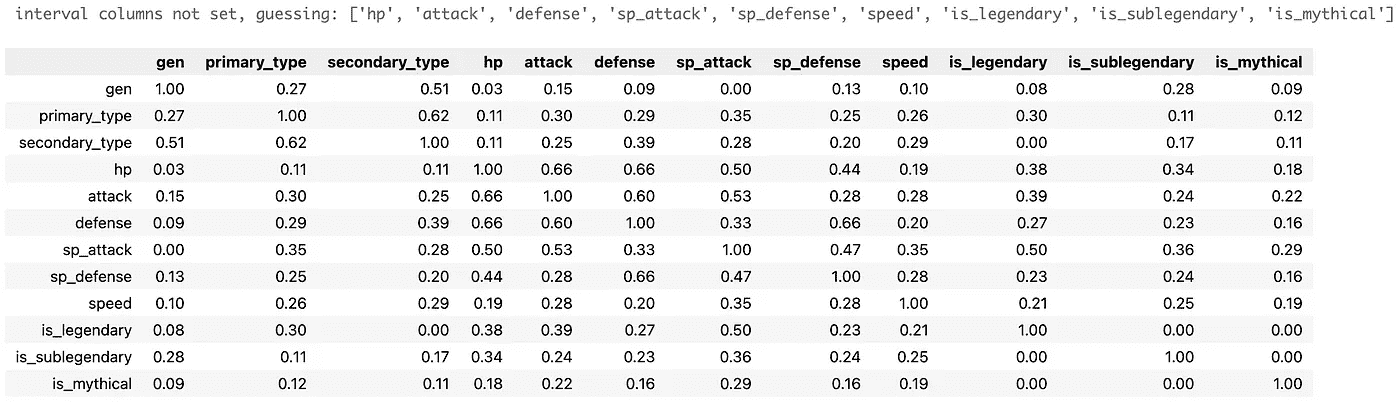 interval columns not set, guessing: ['hp', 'attack', 'defense', 'sp_attack', 'sp_defense', 'speed', 'is_legendary', 'is_sublegendary', 'is_mythical']
gen primary_type secondary_type hp attack defense sp_attack sp_defense speed is_legendary is_sublegendary is_mythical
gen 1.00 0.27 0.51 0.03 0.15 0.09 0.00 0.13 0.10 0.08 0.28 0.09
primary_type 0.27 1.00 0.62 0.11 0.30 0.29 0.35 0.25 0.26 0.30 0.11 0.12
secondary_type 0.51 0.62 1.00 0.11 0.25 0.39 0.28 0.20 0.29 0.00 0.17 0.11
hp 0.03 0.11 0.11 1.00 0.66 0.66 0.50 0.44 0.19 0.38 0.34 0.18
attack 0.15 0.30 0.25 0.66 1.00 0.60 0.53 0.28 0.28 0.39 0.24 0.22
defense 0.09 0.29 0.39 0.66 0.60 1.00 0.33 0.66 0.20 0.27 0.23 0.16
sp_attack 0.00 0.35 0.28 0.50 0.53 0.33 1.00 0.47 0.35 0.50 0.36 0.29
sp_defense 0.13 0.25 0.20 0.44 0.28 0.66 0.47 1.00 0.28 0.23 0.24 0.16
speed 0.10 0.26 0.29 0.19 0.28 0.20 0.35 0.28 1.00 0.21 0.25 0.19
is_legendary 0.08 0.30 0.00 0.38 0.39 0.27 0.50 0.23 0.21 1.00 0.00 0.00
is_sublegendary 0.28 0.11 0.17 0.34 0.24 0.23 0.36 0.24 0.25 0.00 1.00 0.00
is_mythical 0.09 0.12 0.11 0.18 0.22 0.16 0.29 0.16 0.19 0.00 0.00 1.00